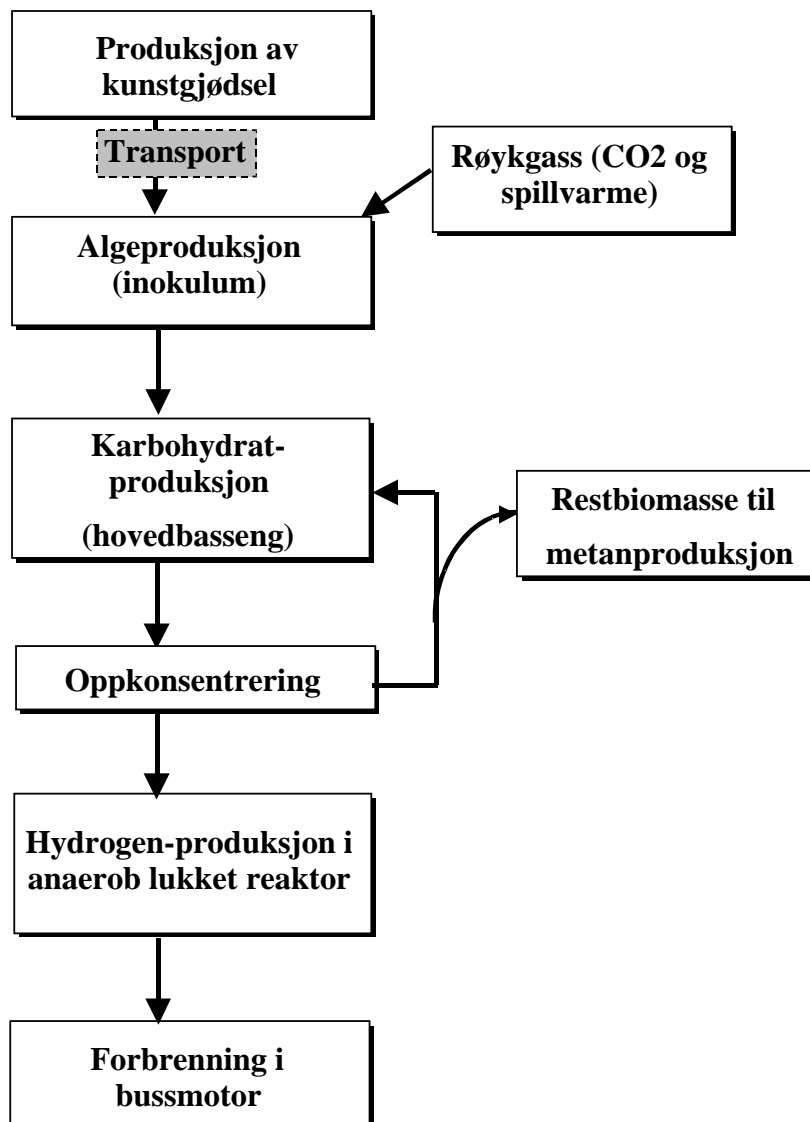 Produksjon av
kunstgjødsel
Transport
Røykgass (CO2 og
spillvarme)
Algeproduksjon
(inokulum)
Karbohydrat-
produksjon
(hovedbasseng)
Restbiomasse til
metanproduksjon
Oppkonsentrering
Hydrogen-produksjon i
anaerob lukket reaktor
Forbrenning i
bussmotor